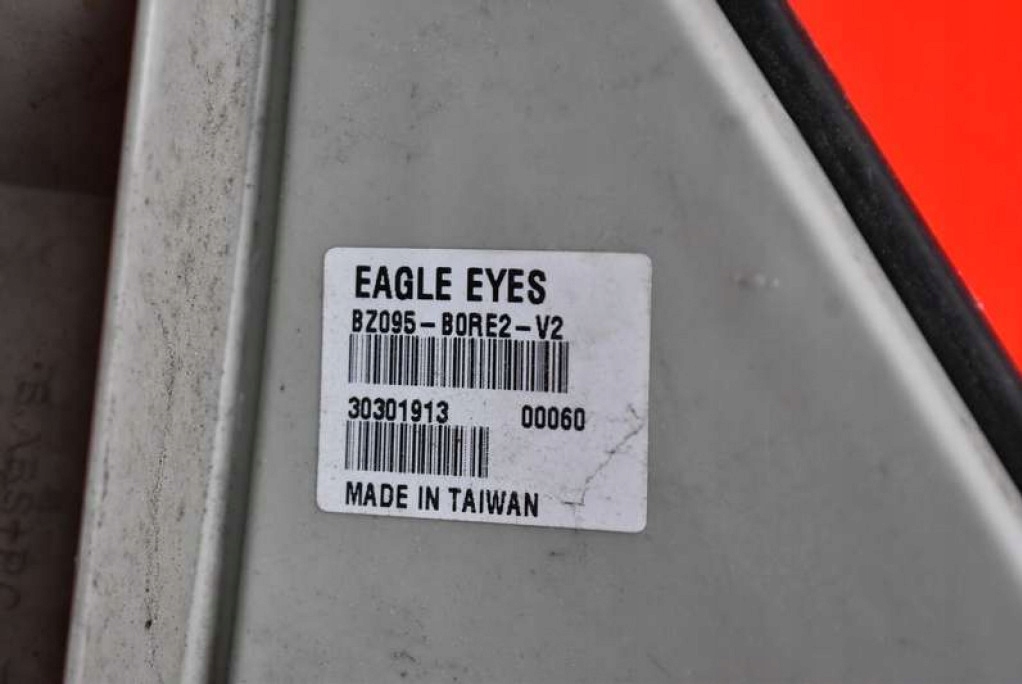 EAGLE EYES
BZ095-B0RE2-V2
30301913 00060
MADE IN TAIWAN